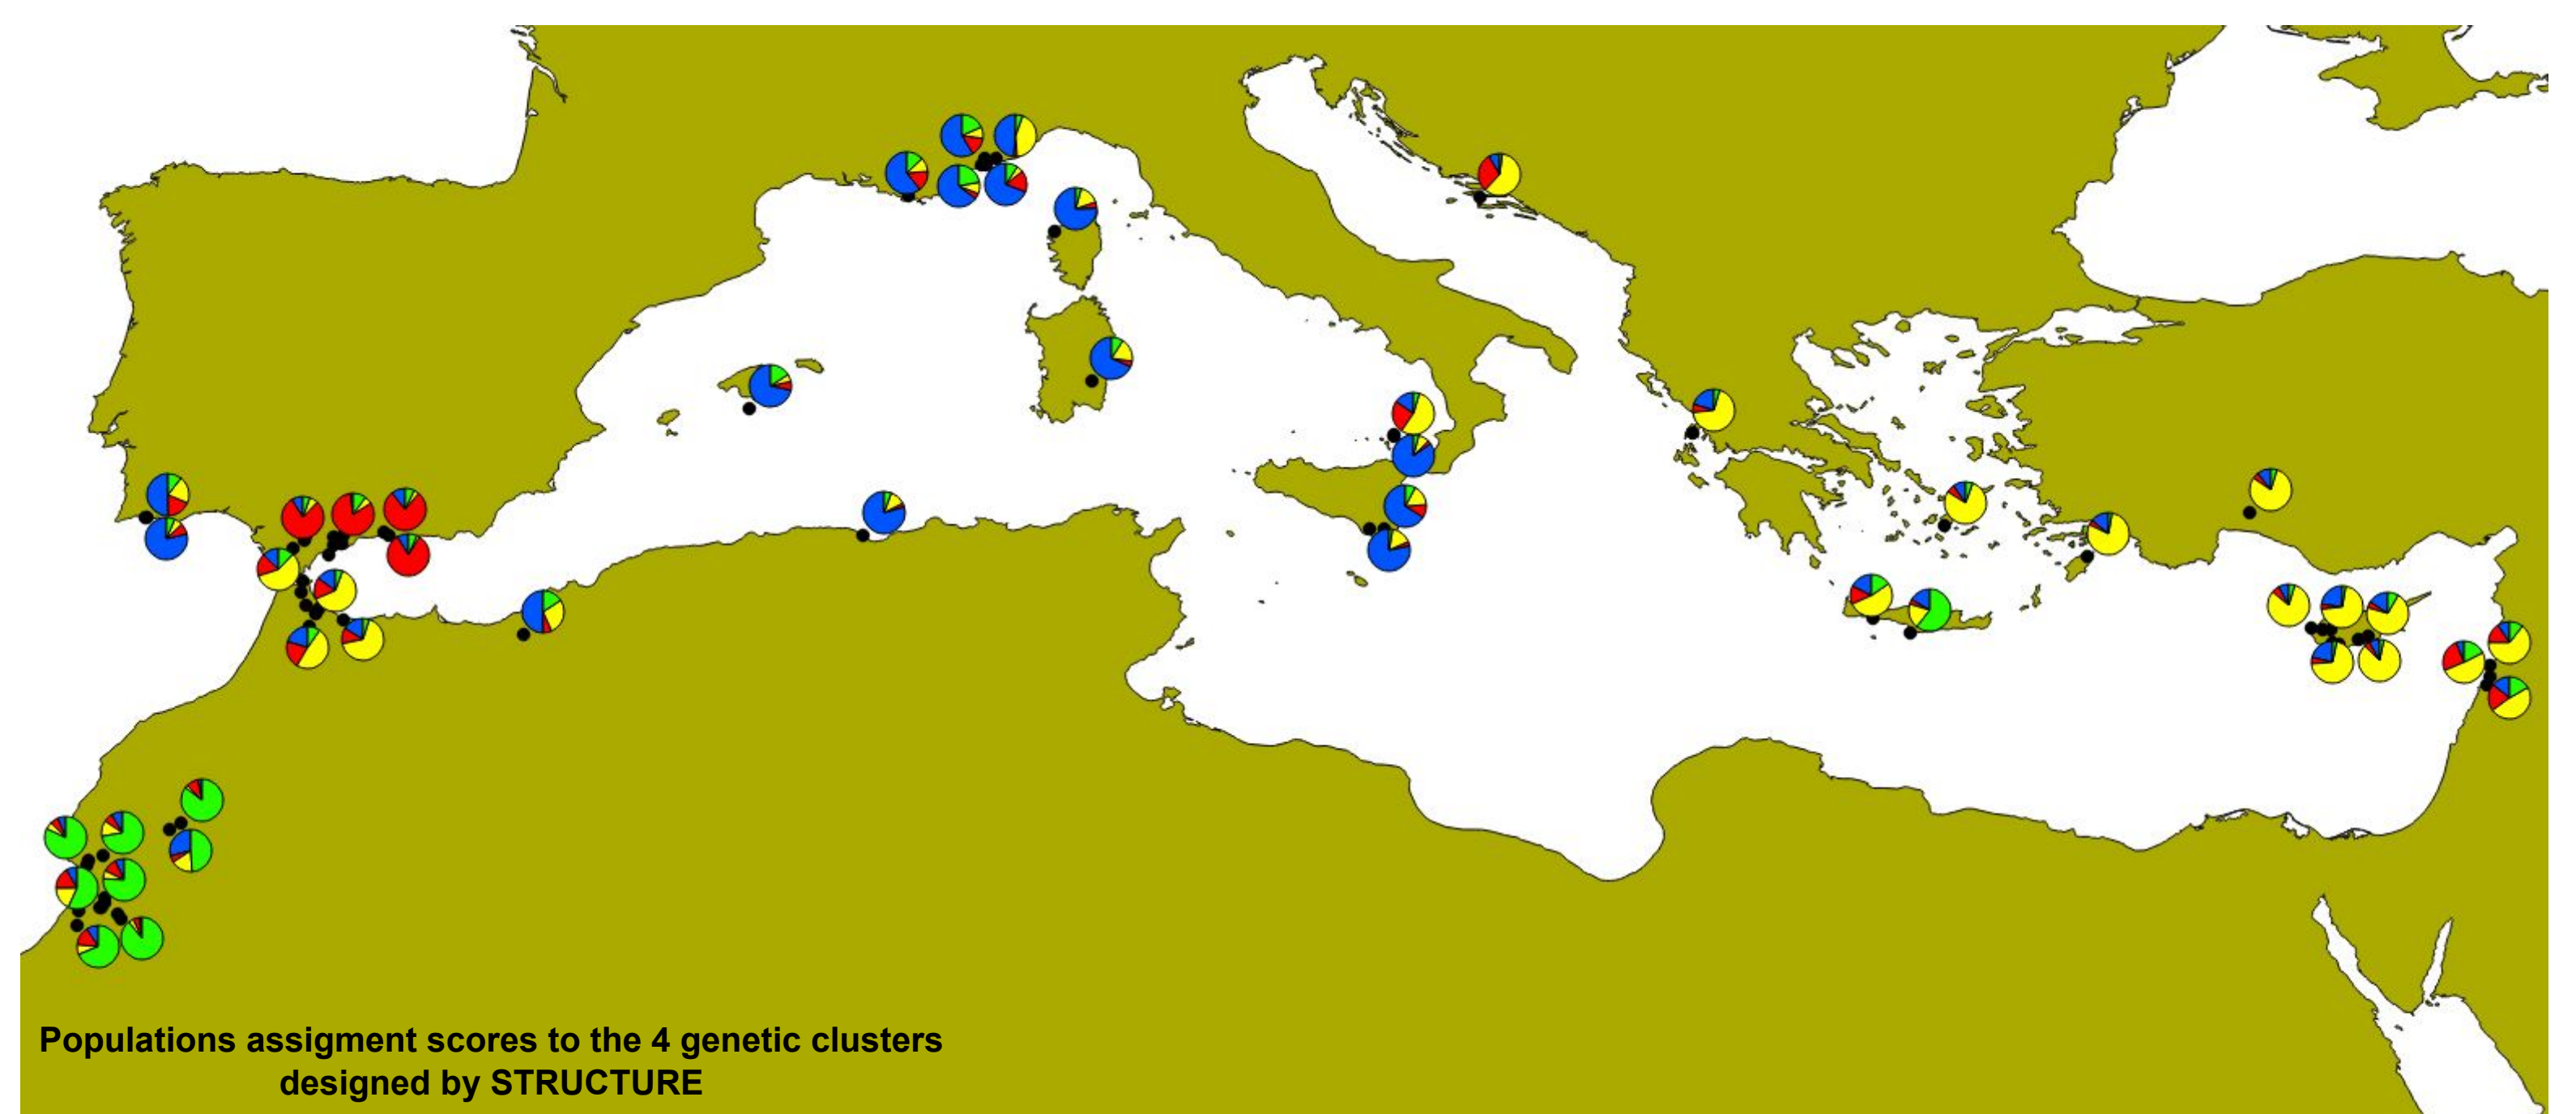 Populations assigment scores to the 4 genetic clusters
designed by STRUCTURE